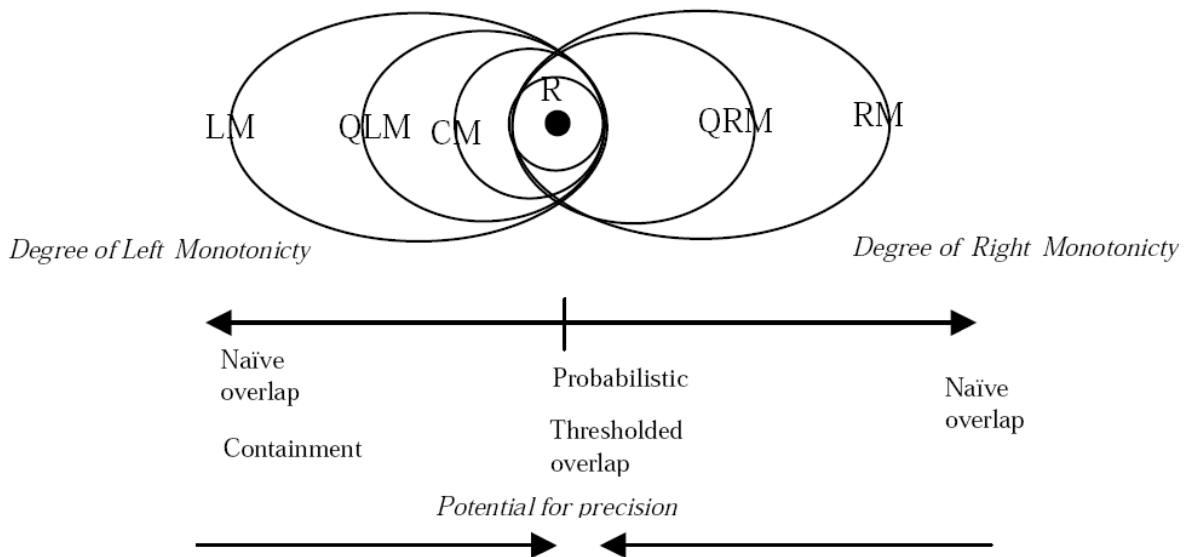 R
LM QLM CM QRM RM
Degree of Left Monotonicty
Degree of Right Monotonicty
Naïve
overlap
Containment
Probabilistic
Thresholded
overlap
Naïve
overlap
Potential for precision